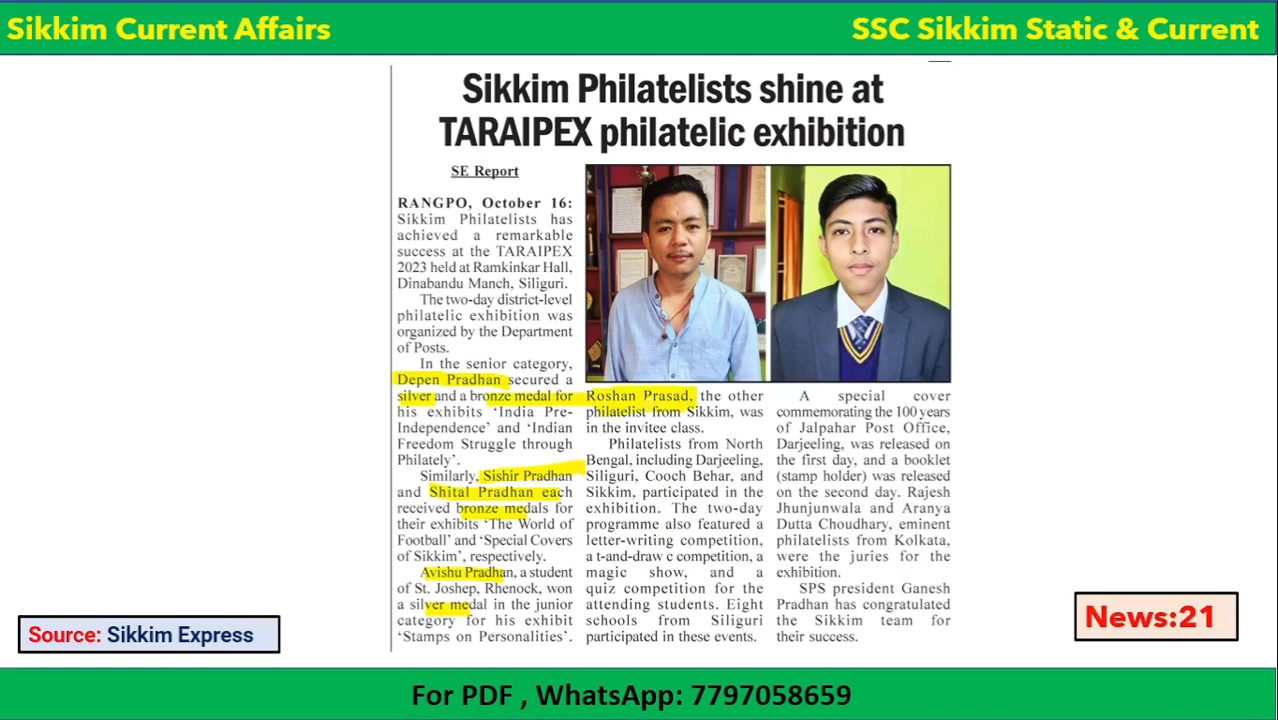 Sikkim Current Affairs
SSC Sikkim Static & Current
Sikkim Philatelists shine at
TARAIPEX philatelic exhibition
SE Report
RANGPO, October 16:
Sikkim Philatelists has
achieved a remarkable
success at the TARAIPEX
2023 held at Ramkinkar Hall,
Dinabandu Manch, Siliguri.
The two-day district-level
philatelic exhibition was
organized by the Department
of Posts.
In the senior category,
Depen Pradhan secured a
silver and a bronze medal for
his exhibits ‘India Pre-
Independence’ and ‘Indian
Freedom Struggle through
Philately’.
Similarly, Sishir Pradhan
and Shital Pradhan each
received bronze medals for
their exhibits ‘The World of
Football’ and ‘Special Covers
of Sikkim’, respectively.
Avishu Pradhan, a student
of St. Joshep, Rhenock, won
a silver medal in the junior
category for his exhibit
‘Stamps on Personalities’.
Roshan Prasad, the other
philatelist from Sikkim, was
in the invitee class.
Philatelists from North
Bengal, including Darjeeling,
Siliguri, Cooch Behar, and
Sikkim, participated in the
exhibition. The two-day
programme also featured a
letter-writing competition,
a t-and-draw c competition, a
magic show, and a
quiz competition for the
attending students. Eight
schools from Siliguri
participated in these events.
A special cover
commemorating the 100 years
of Jalpahar Post Office,
Darjeeling, was released on
the first day, and a booklet
(stamp holder) was released
on the second day. Rajesh
Jhunjunwala and Aranya
Dutta Choudhary, eminent
philatelists from Kolkata,
were the juries for the
exhibition.
SPS president Ganesh
Pradhan has congratulated
the Sikkim team for
their success.
Source: Sikkim Express
News:21
For PDF , WhatsApp: 7797058659